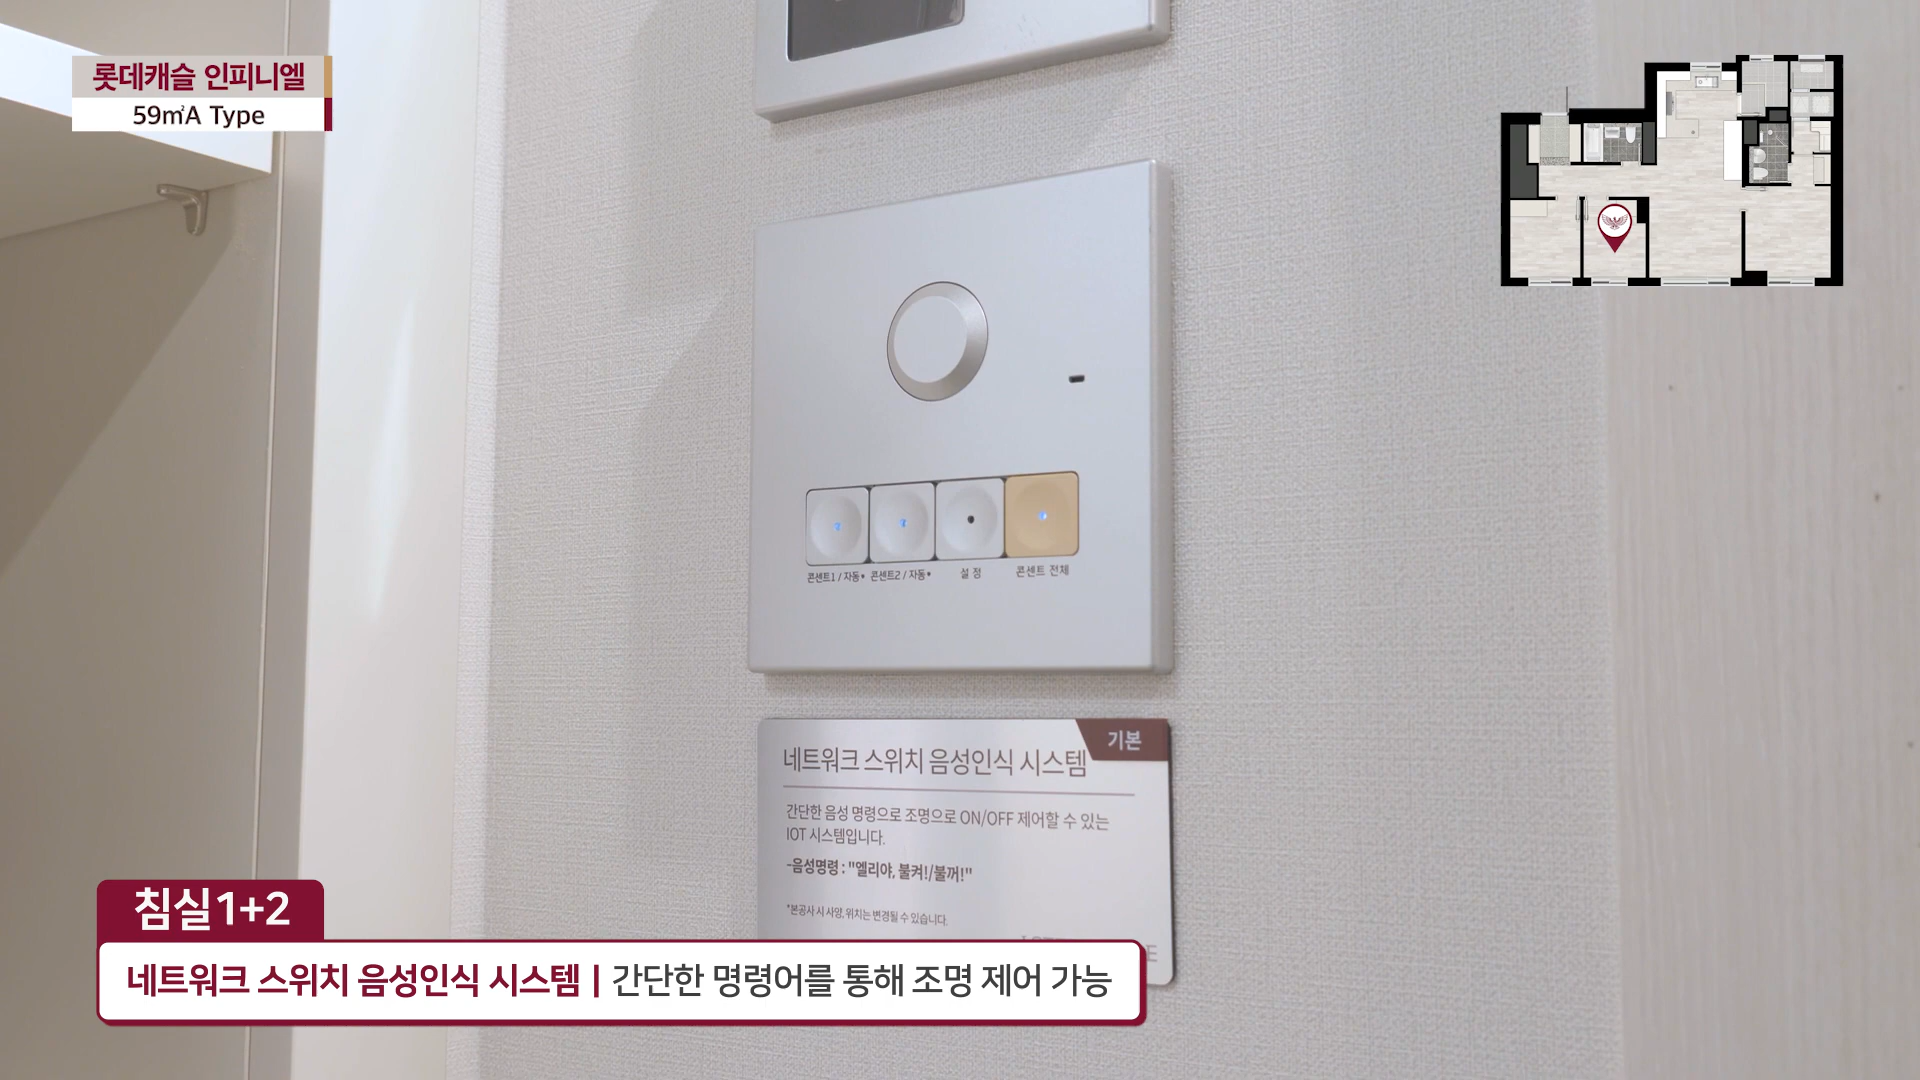 롯데캐슬 인피니엘
59㎡A Type
콘센트1 / 자동* 콘센트2 / 자동* 설 정 콘센트 전체
기본
네트워크 스위치 음성인식 시스템
간단한 음성 명령으로 조명으로 ON/OFF 제어할 수 있는
IOT 시스템입니다.
-음성명령 : "엘리야, 불켜!/불꺼!"
*본공사 시 사양, 위치는 변경될 수 있습니다.
침실1+2
네트워크 스위치 음성인식 시스템 | 간단한 명령어를 통해 조명 제어 가능